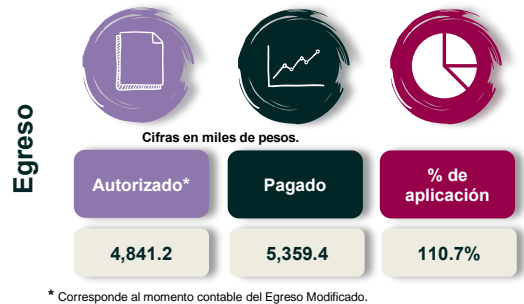 Egreso
Cifras en miles de pesos.
Autorizado*
Pagado
% de
aplicación
4,841.2
5,359.4
110.7%
* Corresponde al momento contable del Egreso Modificado.